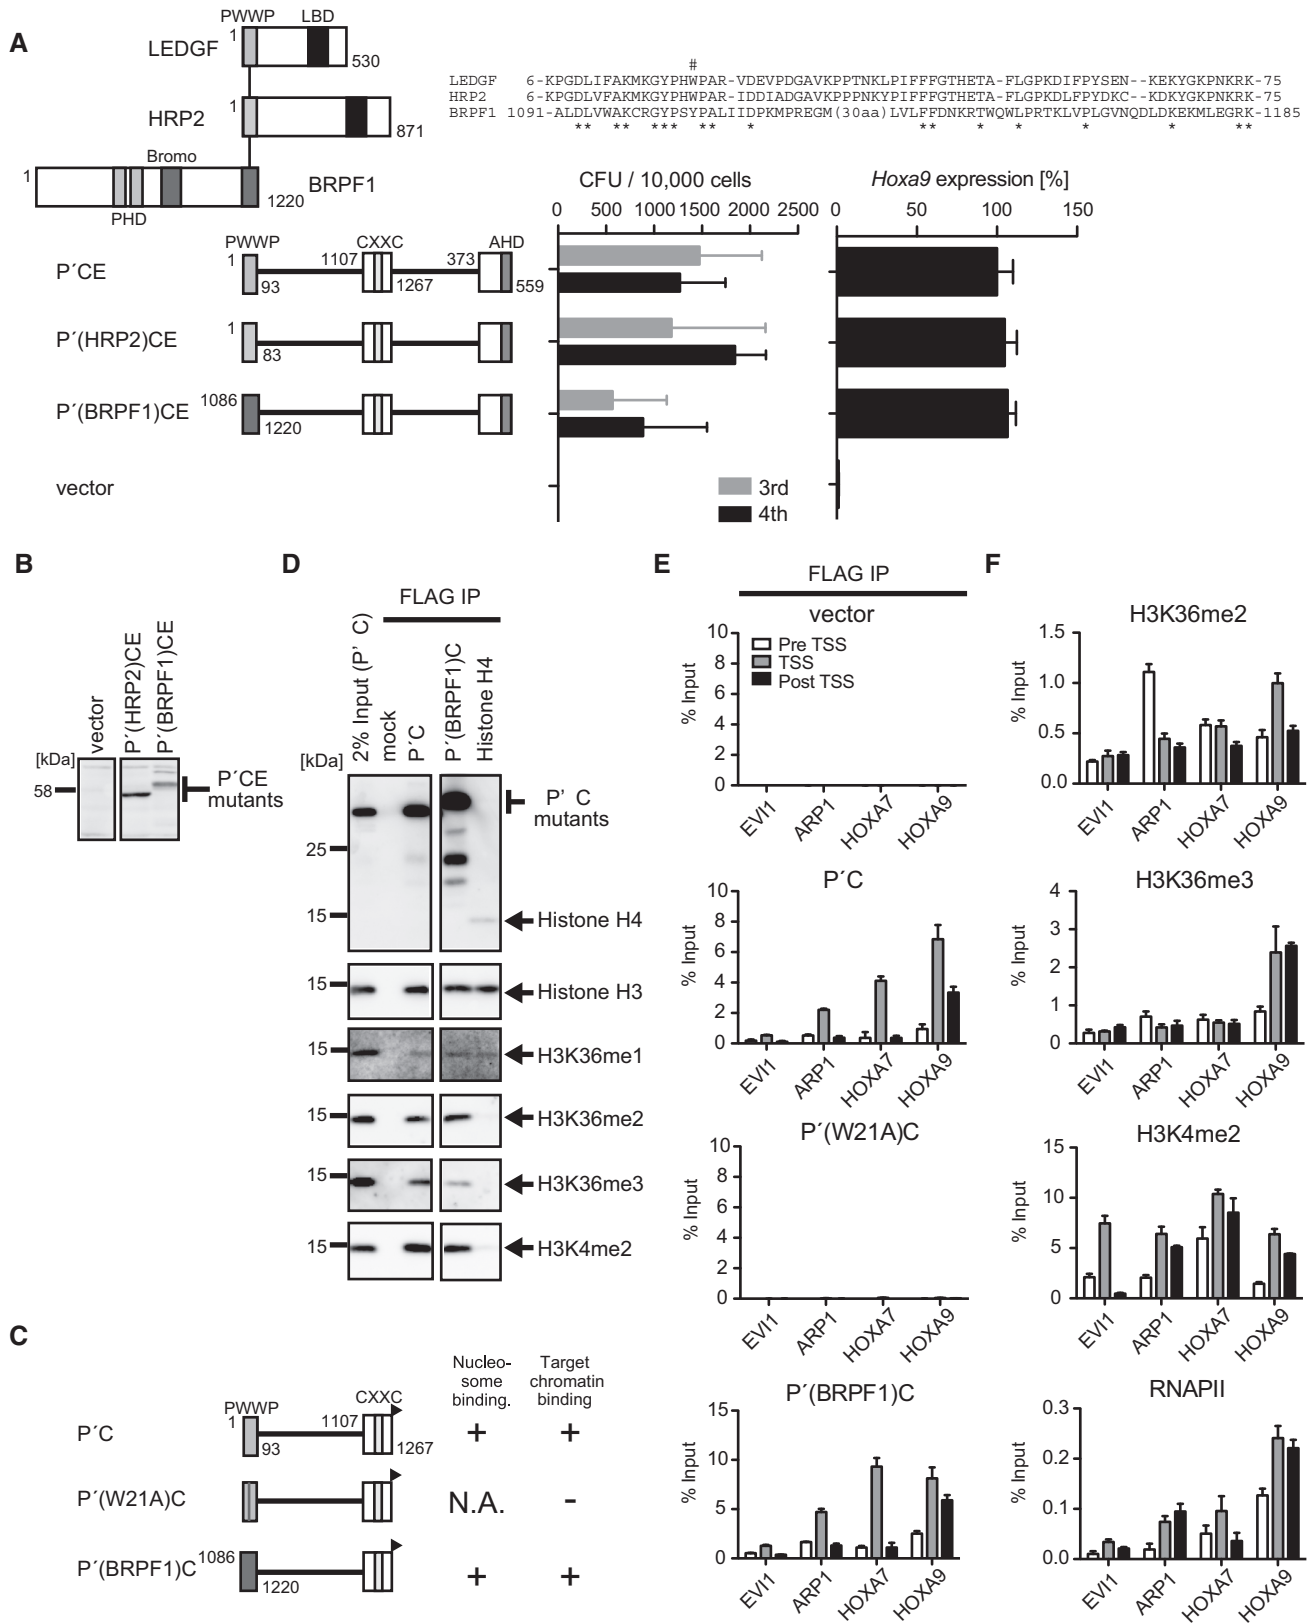 A
PWWP LBD
1
LEDGF
530
1
HRP2
871
Bromo
1
BRPF1
1220
PHD
#
LEDGF 6-KPGDLIFAKMKGYPHWPAR-VDEVPDGAVKPPTNKLPIFFFGTHETA-FLGPKDIFPYSEN--KEKYGKPNKRK-75
HRP2 6-KPGDLVFAKMKGYPHWPAR-IDDIADGAVKPPPNKYPIFFFGTHETA-FLGPKDLFPYDKC--KDKYGKPNKRK-75
BRPF1 1091-ALDLVWAKCRGYPSYPALIIDPKMPREGM(30aa)LVLFFDNKRTWQWLPRTKLVPLGVNQDLDKEKMLEGRK-1185
** ** *** ** * ** * * * * **
CFU / 10,000 cells
0 500 1000 1500 2000 2500
Hoxa9 expression [%]
0 50 100 150
PWWP CXXC AHD
P´CE
1 93 1107 1267 373 559
P´(HRP2)CE
1 83
P´(BRPF1)CE
1086 1220
vector
3rd
4th
B
vector
P´(HRP2)CE
P´(BRPF1)CE
[kDa]
58
P´CE
mutants
C
Nucleo-
some
binding.
Target
chromatin
binding
PWWP CXXC
P´C
1 93 1107 1267
+ +
P´(W21A)C
N.A. -
P´(BRPF1)C
1086 1220
+ +
D
FLAG IP
2% Input (P' C)
mock
P´C
P´(BRPF1)C
Histone H4
[kDa]
P' C
mutants
25
15
Histone H4
15
Histone H3
15
H3K36me1
15
H3K36me2
15
H3K36me3
15
H3K4me2
E
FLAG IP
vector
% Input
10
8
6
4
2
0
Pre TSS
TSS
Post TSS
EVI1 ARP1 HOXA7 HOXA9
P´C
% Input
10
8
6
4
2
0
EVI1 ARP1 HOXA7 HOXA9
P´(W21A)C
% Input
10
8
6
4
2
0
EVI1 ARP1 HOXA7 HOXA9
P´(BRPF1)C
% Input
15
10
5
0
EVI1 ARP1 HOXA7 HOXA9
F
H3K36me2
% Input
1.5
1.0
0.5
0.0
EVI1 ARP1 HOXA7 HOXA9
H3K36me3
% Input
4
3
2
1
0
EVI1 ARP1 HOXA7 HOXA9
H3K4me2
% Input
15
10
5
0
EVI1 ARP1 HOXA7 HOXA9
RNAPII
% Input
0.3
0.2
0.1
0.0
EVI1 ARP1 HOXA7 HOXA9